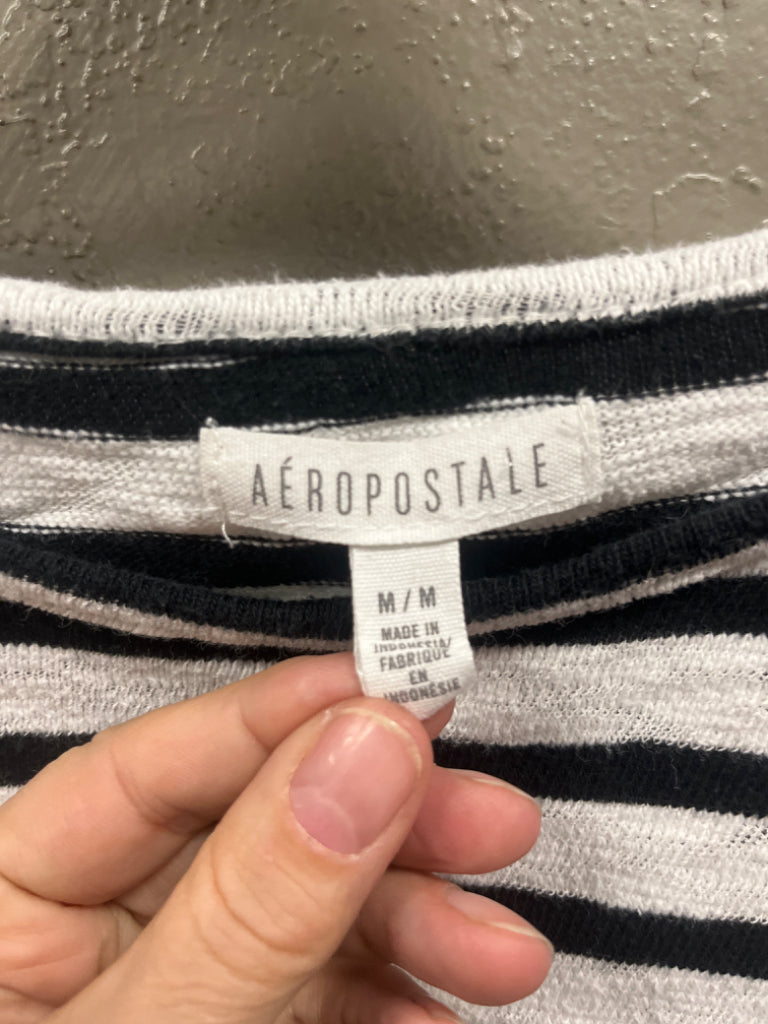 AÉROPOSTALE
M/M
MADE IN
INDONESIA/
FABRIQUÉ
EN
INDONÉSIE